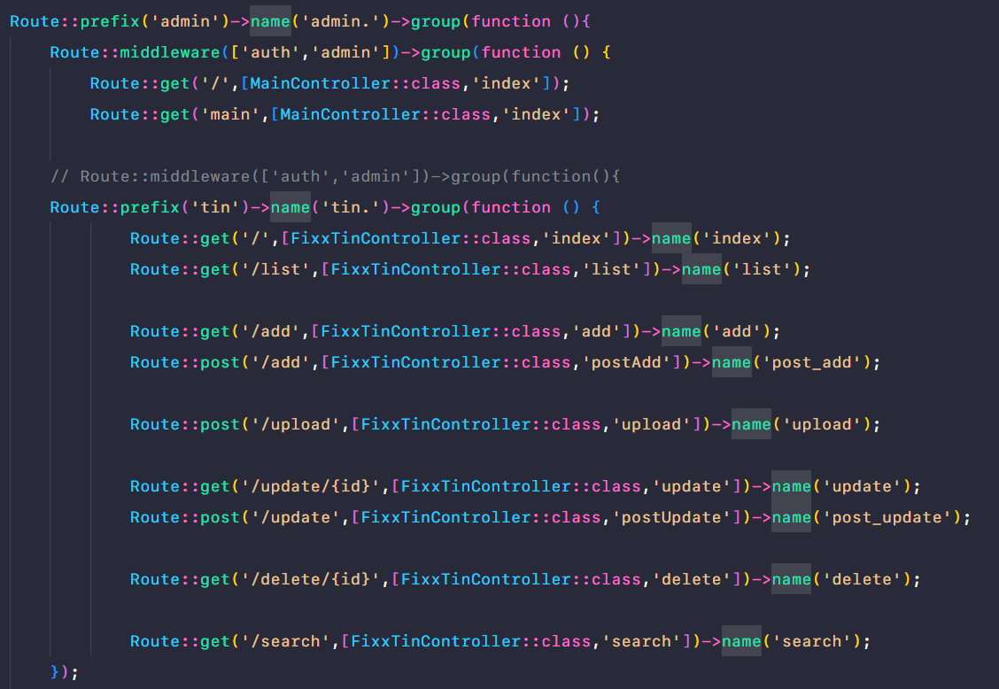 Route::prefix('admin')->name('admin.')->group(function (){
    Route::middleware(['auth','admin'])->group(function () {
        Route::get('/',[MainController::class,'index']);
        Route::get('main',[MainController::class,'index']);
    // Route::middleware(['auth','admin'])->group(function(){
    Route::prefix('tin')->name('tin.')->group(function () {
            Route::get('/',[FixxTinController::class,'index'])->name('index');
            Route::get('/list',[FixxTinController::class,'list'])->name('list');
            Route::get('/add',[FixxTinController::class,'add'])->name('add');
            Route::post('/add',[FixxTinController::class,'postAdd'])->name('post_add');
            Route::post('/upload',[FixxTinController::class,'upload'])->name('upload');
            Route::get('/update/{id}',[FixxTinController::class,'update'])->name('update');
            Route::post('/update',[FixxTinController::class,'postUpdate'])->name('post_update');
            Route::get('/delete/{id}',[FixxTinController::class,'delete'])->name('delete');
            Route::get('/search',[FixxTinController::class,'search'])->name('search');
    });